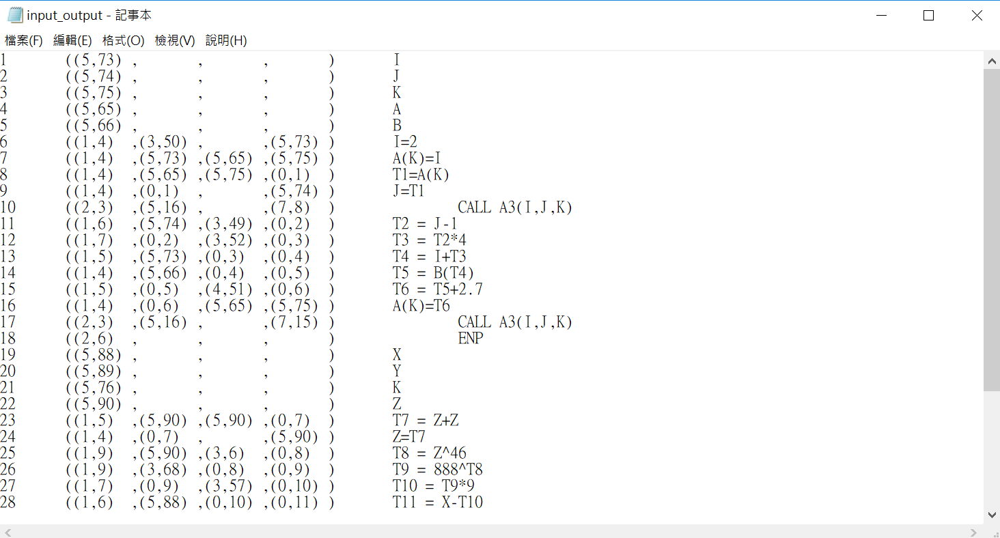 input_output - 記事本
檔案(F) 編輯(E) 格式(O) 檢視(V) 說明(H)
1 ((5,73) , , , ) I
2 ((5,74) , , , ) J
3 ((5,75) , , , ) K
4 ((5,65) , , , ) A
5 ((5,66) , , , ) B
6 ((1,4) ,(3,50) , ,(5,73) ) I=2
7 ((1,4) ,(5,73) ,(5,65) ,(5,75) ) A(K)=I
8 ((1,4) ,(5,65) ,(5,75) ,(0,1) ) T1=A(K)
9 ((1,4) ,(0,1) , ,(5,74) ) J=T1
10 ((2,3) ,(5,16) , ,(7,8) ) CALL A3(I,J,K)
11 ((1,6) ,(5,74) ,(3,49) ,(0,2) ) T2 = J-1
12 ((1,7) ,(0,2) ,(3,52) ,(0,3) ) T3 = T2*4
13 ((1,5) ,(5,73) ,(0,3) ,(0,4) ) T4 = I+T3
14 ((1,4) ,(5,66) ,(0,4) ,(0,5) ) T5 = B(T4)
15 ((1,5) ,(0,5) ,(4,51) ,(0,6) ) T6 = T5+2.7
16 ((1,4) ,(0,6) ,(5,65) ,(5,75) ) A(K)=T6
17 ((2,3) ,(5,16) , ,(7,15) ) CALL A3(I,J,K)
18 ((2,6) , , , ) ENP
19 ((5,88) , , , ) X
20 ((5,89) , , , ) Y
21 ((5,76) , , , ) K
22 ((5,90) , , , ) Z
23 ((1,5) ,(5,90) ,(5,90) ,(0,7) ) T7 = Z+Z
24 ((1,4) ,(0,7) , ,(5,90) ) Z=T7
25 ((1,9) ,(5,90) ,(3,6) ,(0,8) ) T8 = Z^46
26 ((1,9) ,(3,68) ,(0,8) ,(0,9) ) T9 = 888^T8
27 ((1,7) ,(0,9) ,(3,57) ,(0,10) ) T10 = T9*9
28 ((1,6) ,(5,88) ,(0,10) ,(0,11) ) T11 = X-T10